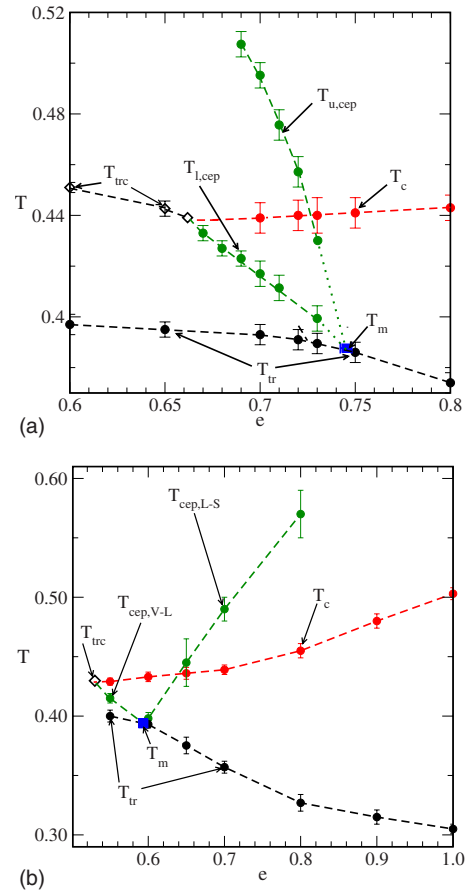 0.52
T_u,cep
T_trc
T_l,cep
T_c
0.48
T
0.44
0.4
T_m
T_tr
0.6 0.65 0.7 0.75 0.8
(a) e
0.60
T_cep,L-S
T_cep,V-L
T_c
T_trc
0.50
T
0.40
T_m
T_tr
0.30
0.6 0.7 0.8 0.9 1.0
(b) e